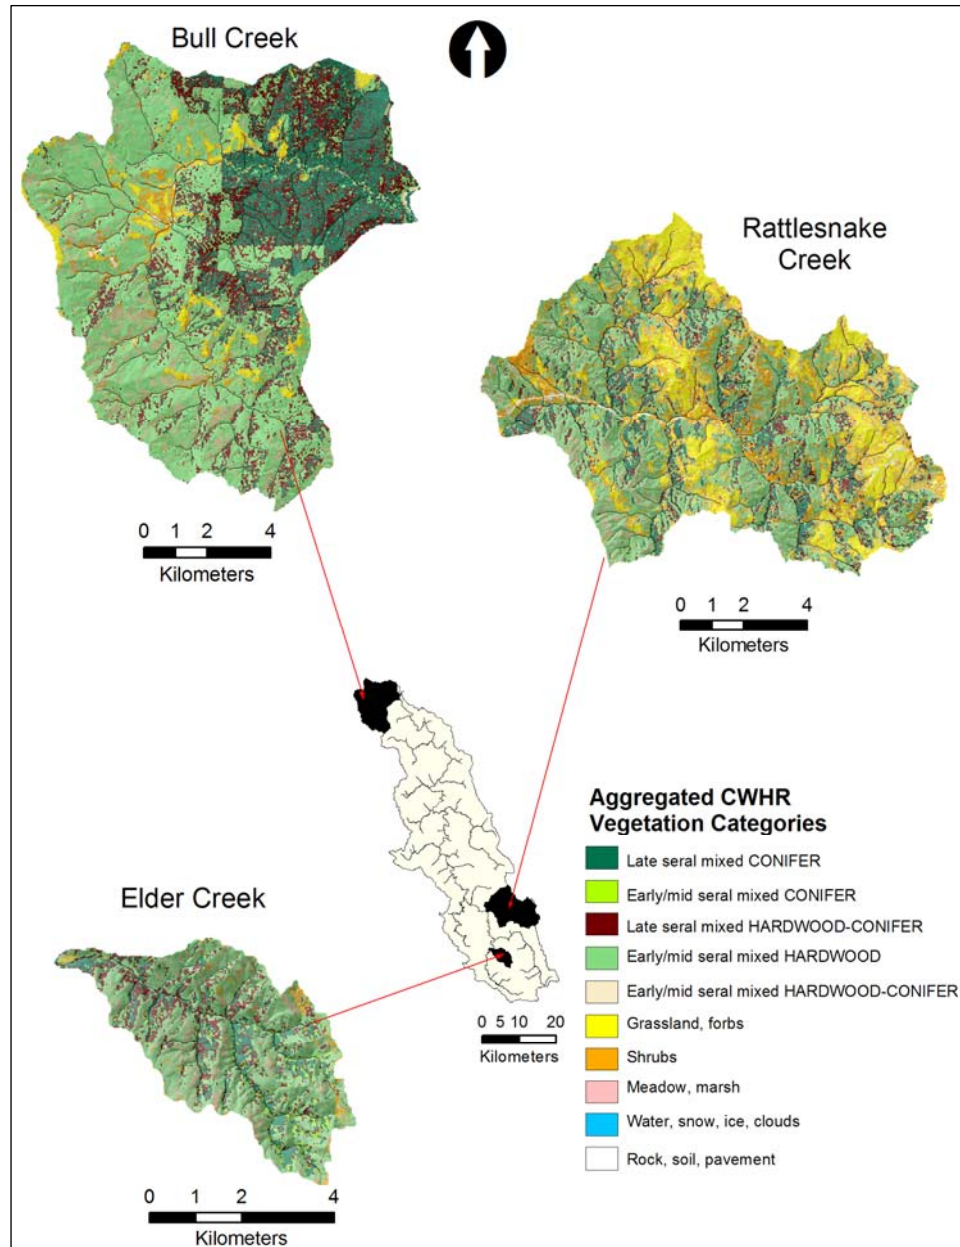 Bull Creek
Rattlesnake
Creek
0 1 2 4
Kilometers
0 1 2 4
Kilometers
Elder Creek
0 5 10 20
Kilometers
Aggregated CWHR
Vegetation Categories
Late seral mixed CONIFER
Early/mid seral mixed CONIFER
Late seral mixed HARDWOOD-CONIFER
Early/mid seral mixed HARDWOOD
Early/mid seral mixed HARDWOOD-CONIFER
Grassland, forbs
Shrubs
Meadow, marsh
Water, snow, ice, clouds
Rock, soil, pavement
0 1 2 4
Kilometers